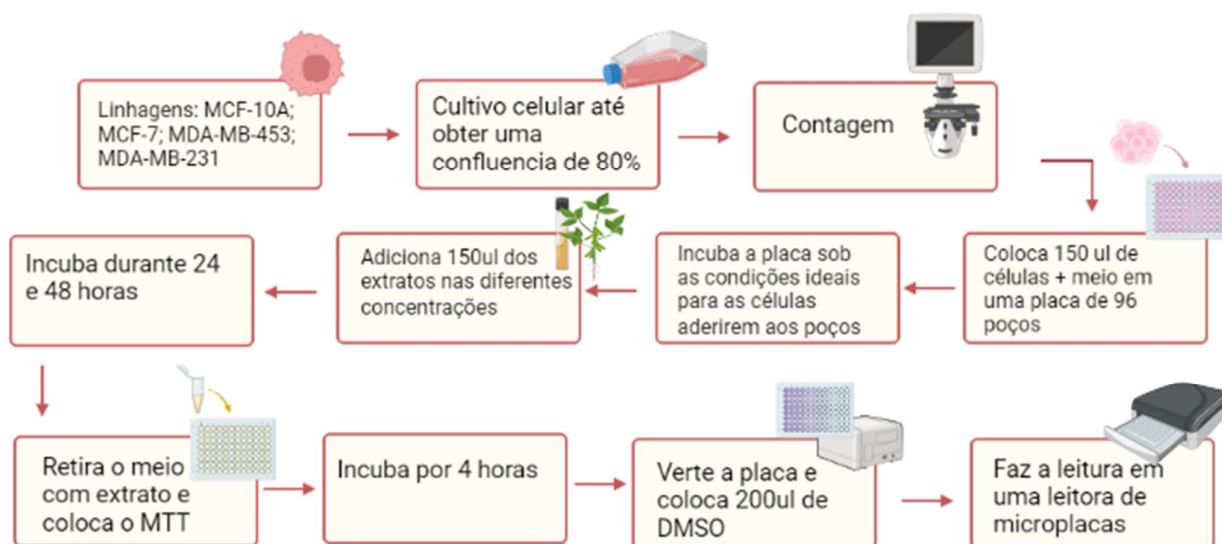 Linhagens: MCF-10A;
MCF-7; MDA-MB-453;
MDA-MB-231
Cultivo celular até
obter uma
confluencia de 80%
Contagem
Coloca 150 ul de
células + meio em
uma placa de 96
poços
Incuba a placa sob
as condições ideais
para as células
aderirem aos poços
Adiciona 150ul dos
extratos nas diferentes
concentrações
Incuba durante 24
e 48 horas
Retira o meio
com extrato e
coloca o MTT
Incuba por 4 horas
Verte a placa e
coloca 200ul de
DMSO
Faz a leitura em
uma leitora de
microplacas